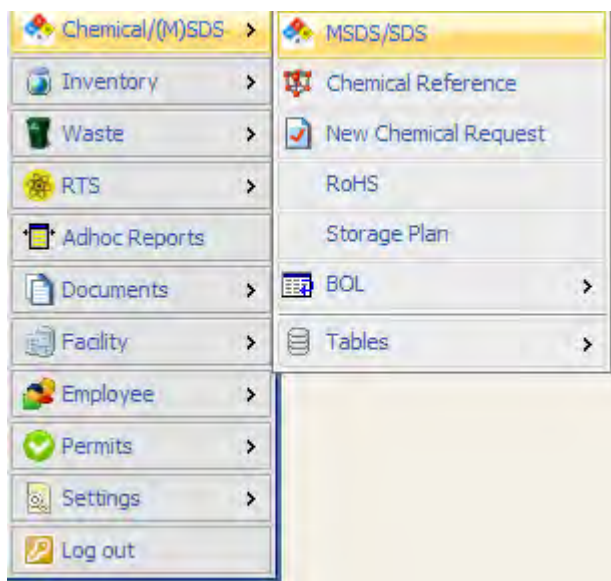 Chemical/(M)SDS
Inventory
Waste
RTS
Adhoc Reports
Documents
Facility
Employee
Permits
Settings
Log out
MSDS/SDS
Chemical Reference
New Chemical Request
RoHS
Storage Plan
BOL
Tables